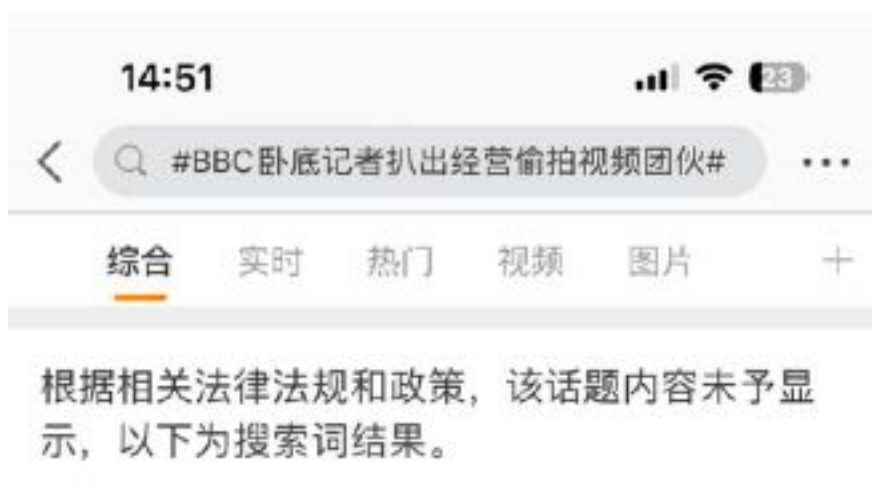 14:51 23
#BBC卧底记者扒出经营偷拍视频团伙#
综合 实时 热门 视频 图片
根据相关法律法规和政策，该话题内容未予显
示，以下为搜索词结果。